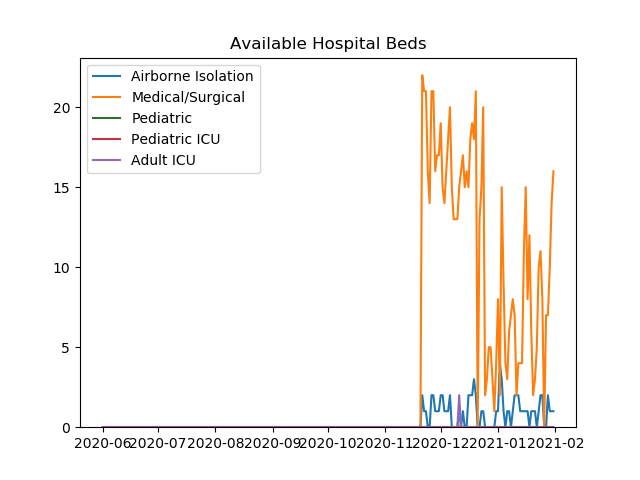 Available Hospital Beds
Airborne Isolation
Medical/Surgical
Pediatric
Pediatric ICU
Adult ICU
20
15
10
5
0
2020-06 2020-07 2020-08 2020-09 2020-10 2020-11 2020-12 2021-01 2021-02